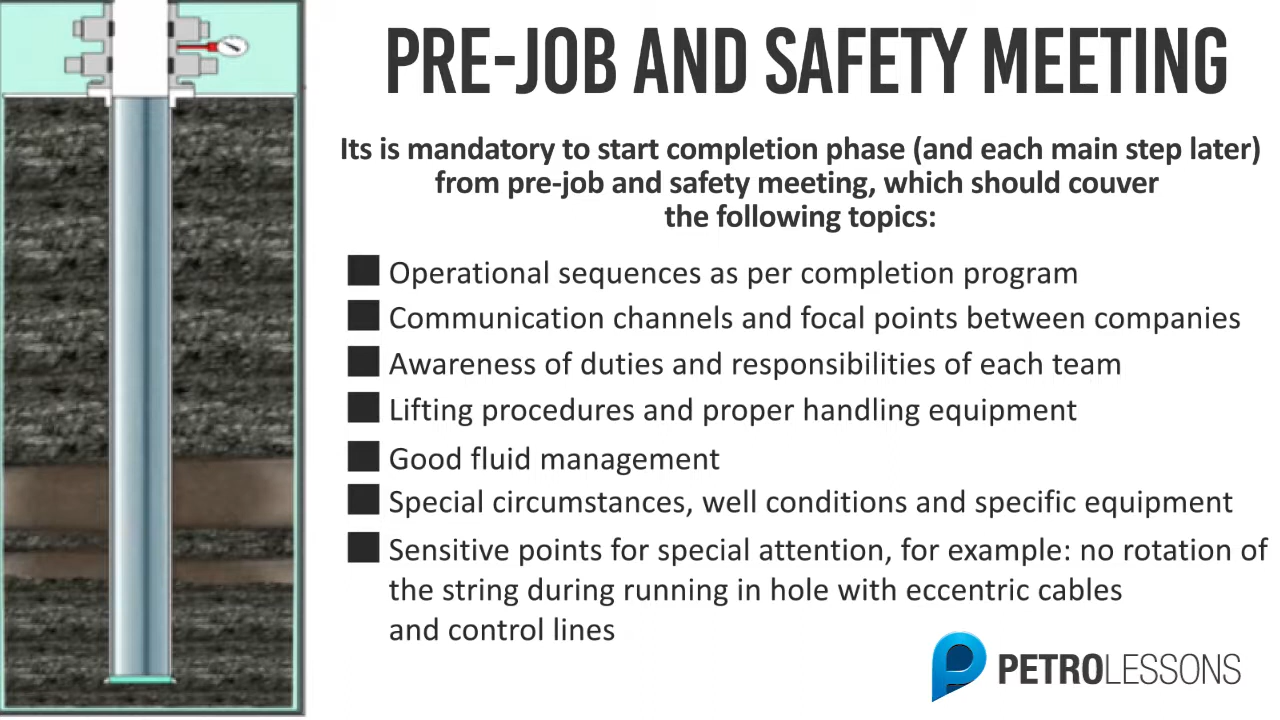 PRE-JOB AND SAFETY MEETING
Its is mandatory to start completion phase (and each main step later)
from pre-job and safety meeting, which should couver
the following topics:
Operational sequences as per completion program
Communication channels and focal points between companies
Awareness of duties and responsibilities of each team
Lifting procedures and proper handling equipment
Good fluid management
Special circumstances, well conditions and specific equipment
Sensitive points for special attention, for example: no rotation of
the string during running in hole with eccentric cables
and control lines
PETROLESSONS